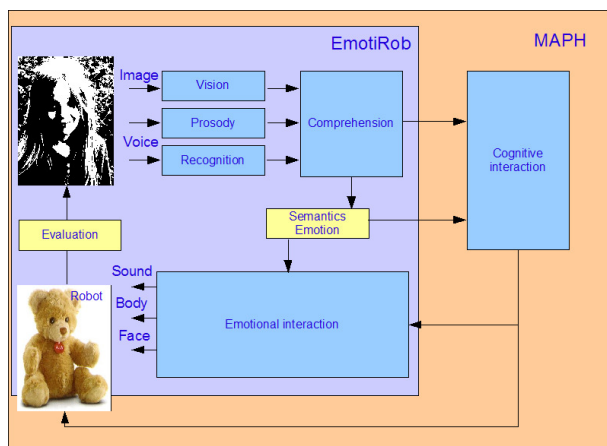 EmotiRob
MAPH
Image
Vision
Prosody
Voice
Recognition
Comprehension
Cognitive
interaction
Semantics
Emotion
Evaluation
Sound
Robot
Body
Face
Emotional interaction